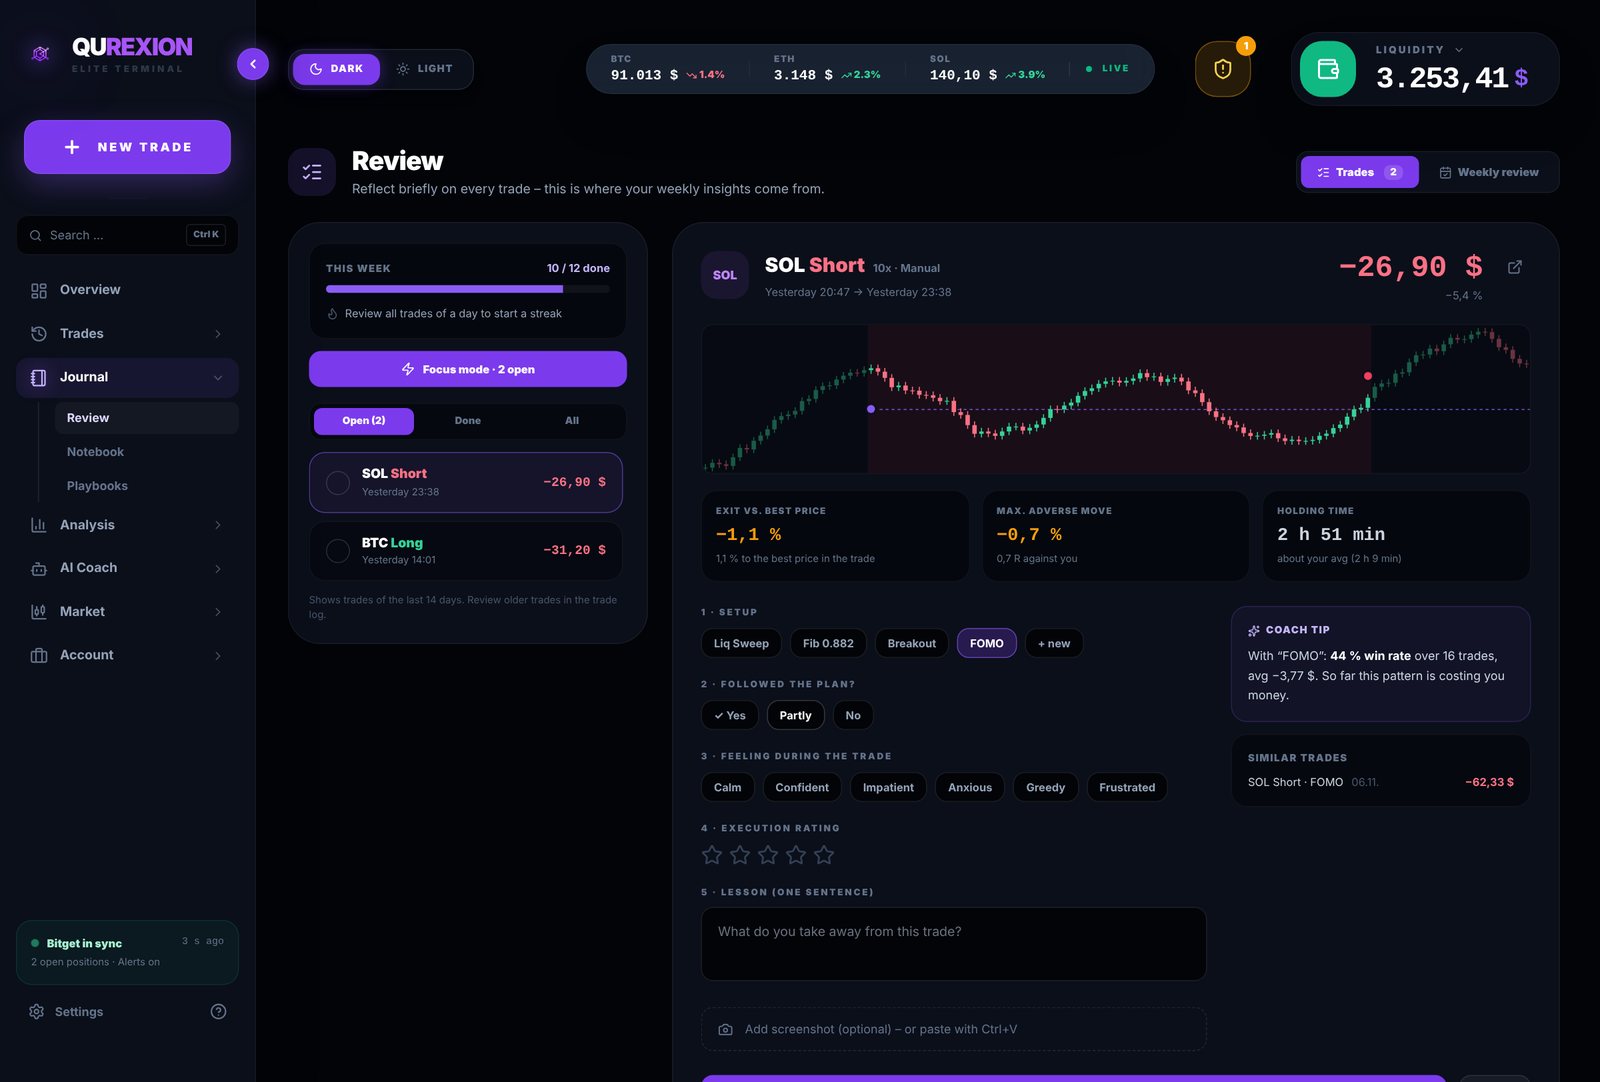 QUREXION
ELITE TERMINAL
DARK
LIGHT
BTC
91.013 $ 1.4%
ETH
3.148 $ 2.3%
SOL
140,10 $ 3.9%
LIVE
1
LIQUIDITY
3.253,41 $
NEW TRADE
Search ...
Ctrl K
Overview
Trades
Journal
Review
Notebook
Playbooks
Analysis
AI Coach
Market
Account
Bitget in sync
3 s ago
2 open positions · Alerts on
Settings
Review
Reflect briefly on every trade – this is where your weekly insights come from.
Trades 2
Weekly review
THIS WEEK
10 / 12 done
Review all trades of a day to start a streak
Focus mode · 2 open
Open (2)
Done
All
SOL Short
Yesterday 23:38
−26,90 $
BTC Long
Yesterday 14:01
−31,20 $
Shows trades of the last 14 days. Review older trades in the trade
log.
SOL
SOL Short 10x · Manual
Yesterday 20:47 → Yesterday 23:38
−26,90 $
−5,4 %
EXIT VS. BEST PRICE
−1,1 %
1,1 % to the best price in the trade
MAX. ADVERSE MOVE
−0,7 %
0,7 R against you
HOLDING TIME
2 h 51 min
about your avg (2 h 9 min)
1 · SETUP
Liq Sweep
Fib 0.882
Breakout
FOMO
+ new
2 · FOLLOWED THE PLAN?
✓ Yes
Partly
No
3 · FEELING DURING THE TRADE
Calm
Confident
Impatient
Anxious
Greedy
Frustrated
4 · EXECUTION RATING
5 · LESSON (ONE SENTENCE)
What do you take away from this trade?
Add screenshot (optional) – or paste with Ctrl+V
COACH TIP
With “FOMO”: 44 % win rate over 16 trades,
avg −3,77 $. So far this pattern is costing you
money.
SIMILAR TRADES
SOL Short · FOMO 06.11.
−62,33 $